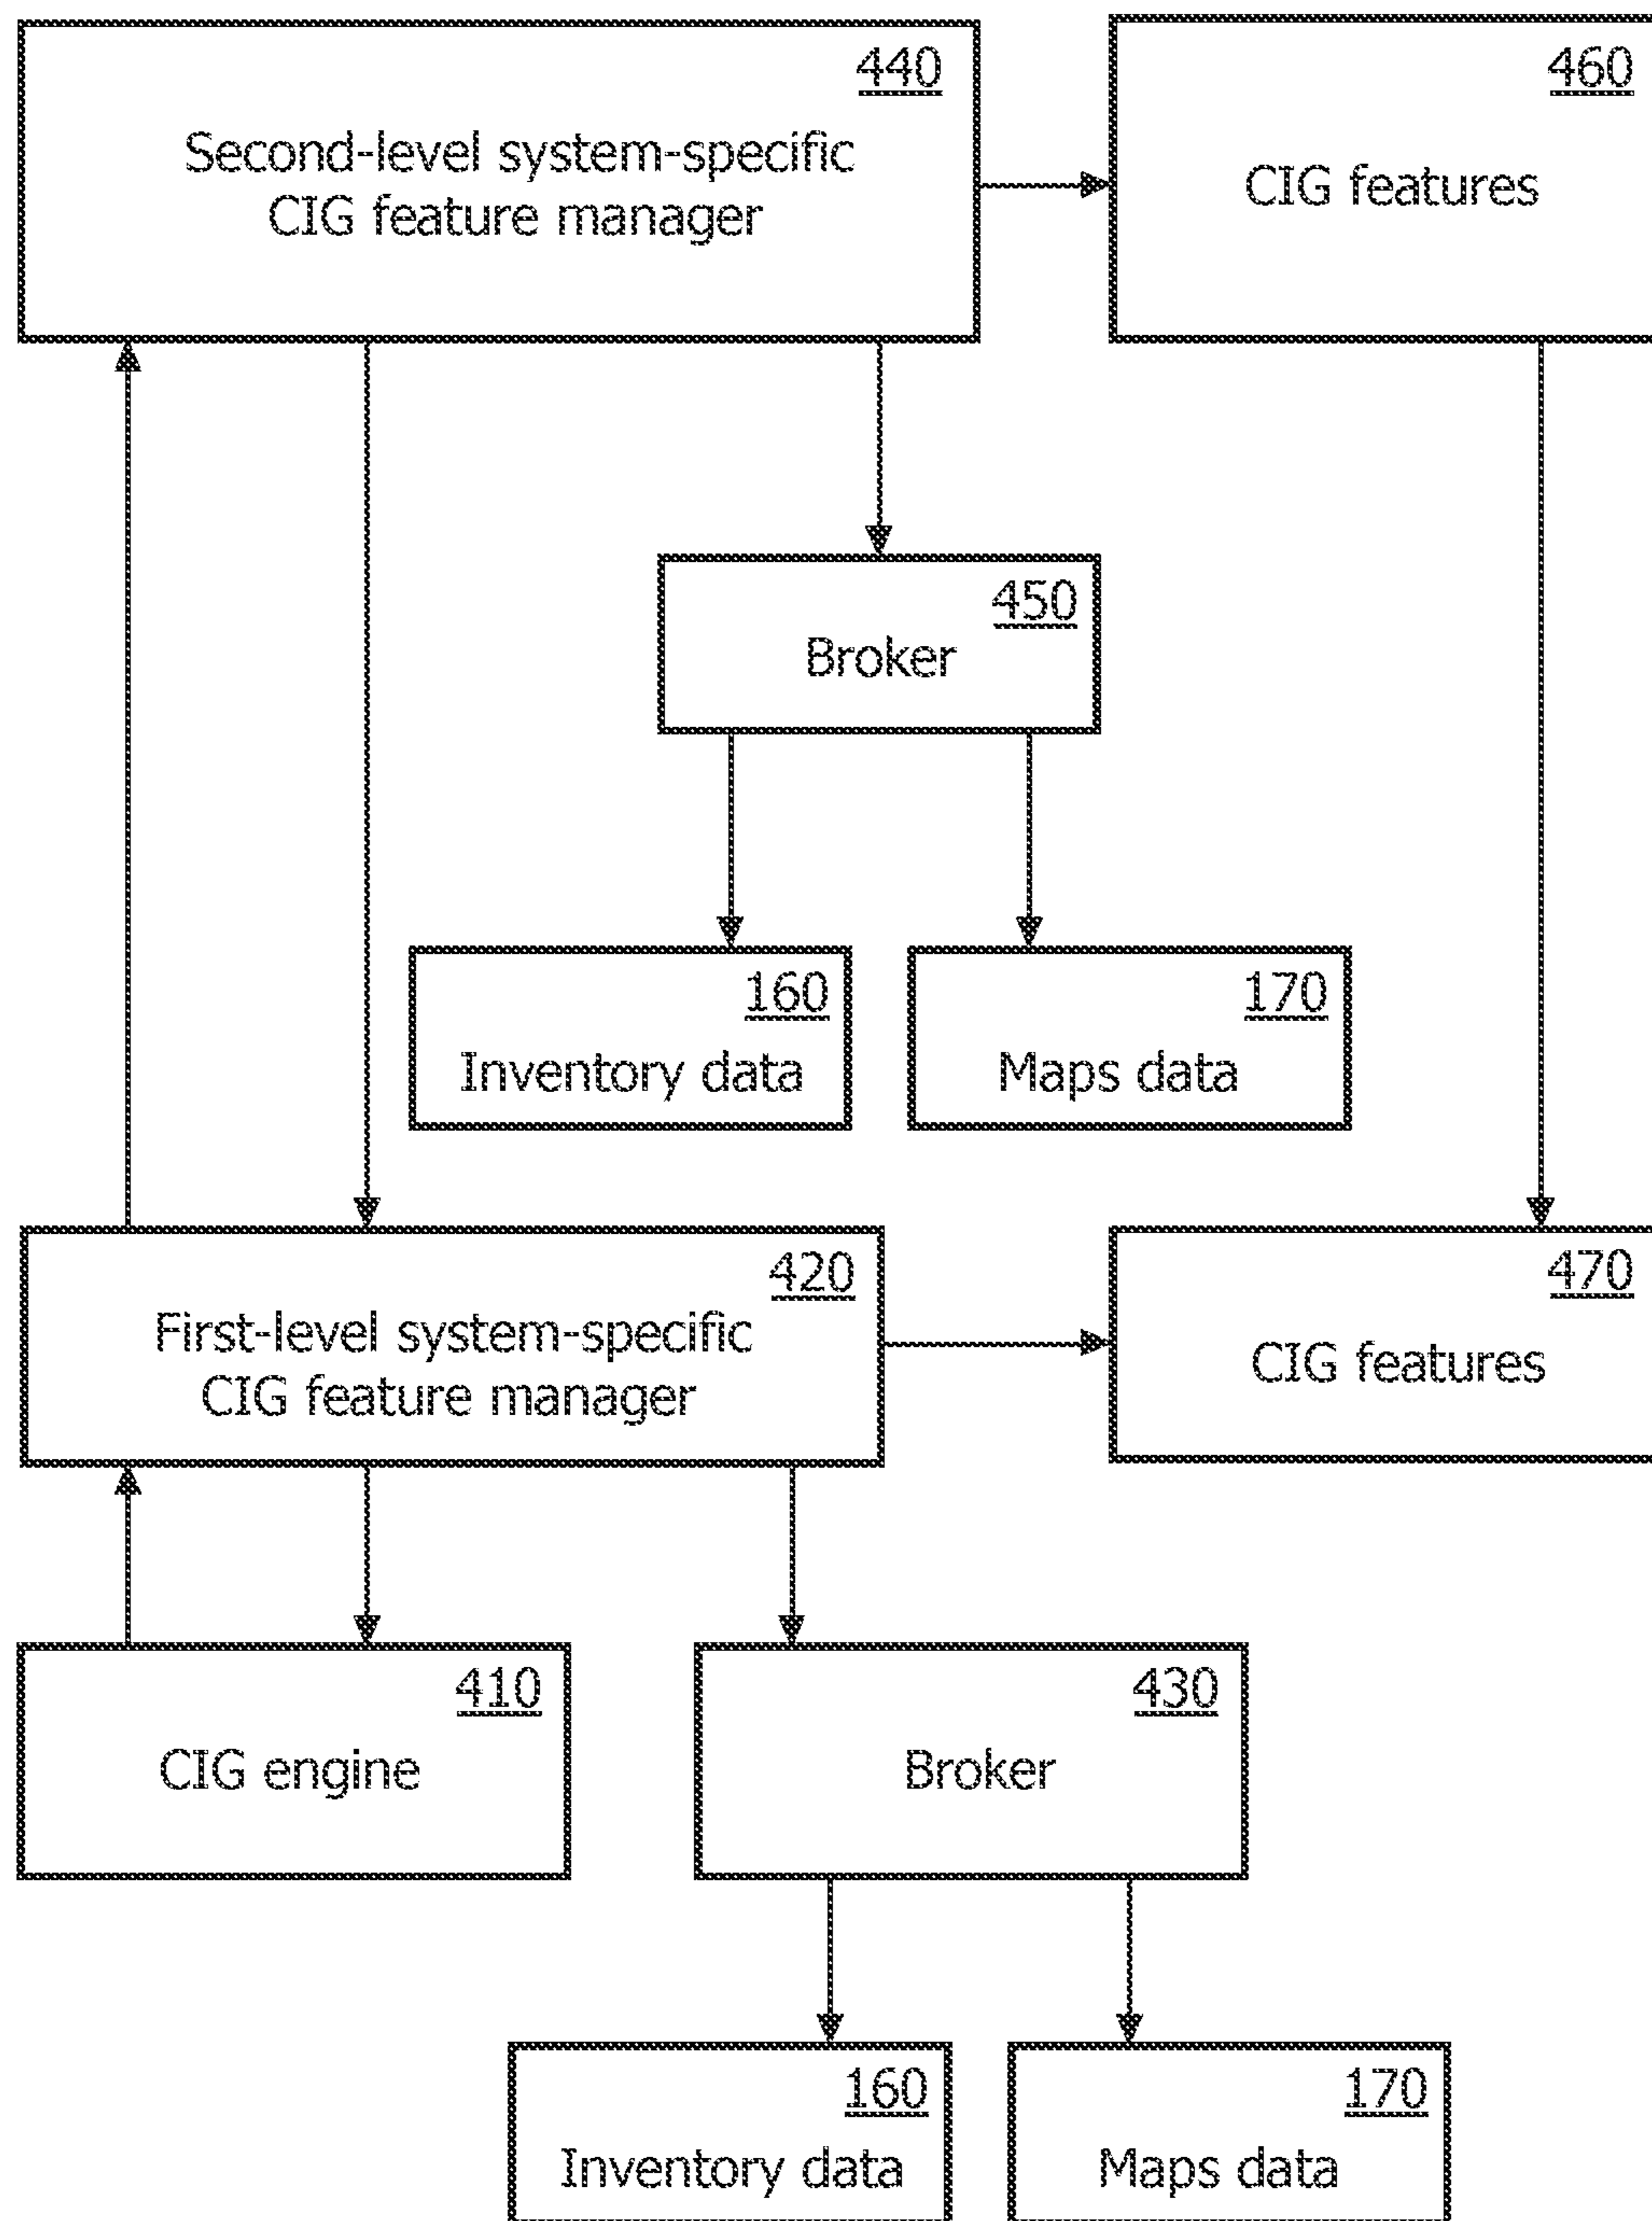 440
Second-level system-specific
CIG feature manager
460
CIG features
450
Broker
160
Inventory data
170
Maps data
420
First-level system-specific
CIG feature manager
470
CIG features
410
CIG engine
430
Broker
160
Inventory data
170
Maps data